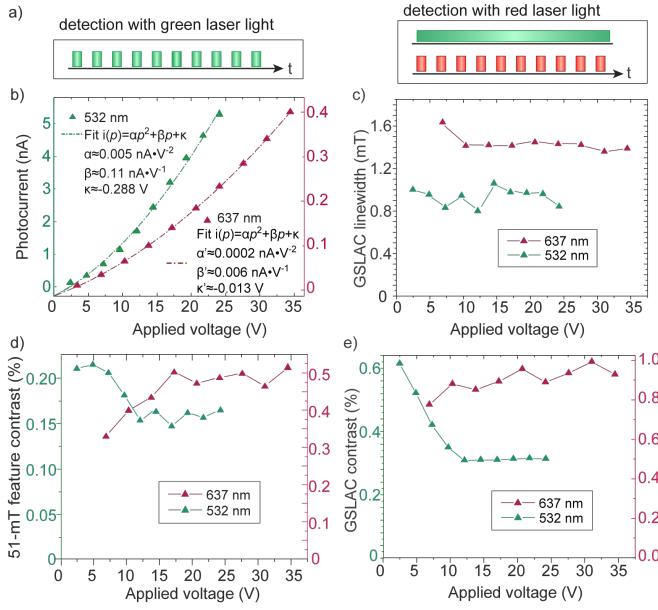 a)
detection with green laser light
t
detection with red laser light
t
b)
Photocurrent (nA)
5
4
3
2
1
0
532 nm
Fit i(p)=αp²+βp+κ
α≈0.005 nA•V⁻²
β≈0.11 nA•V⁻¹
κ≈-0.288 V
637 nm
Fit i(p)=αp²+βp+κ
α'≈0.0002 nA•V⁻²
β'≈0.006 nA•V⁻¹
κ'≈-0.013 V
0.4
0.3
0.2
0.1
0
0 5 10 15 20 25 30 35
Applied voltage (V)
c)
GSLAC linewidth (mT)
1.6
1.2
0.8
0.4
0
637 nm
532 nm
0 5 10 15 20 25 30 35
Applied voltage (V)
d)
51-mT feature contrast (%)
0.20
0.15
0.05
0
637 nm
532 nm
0.5
0.4
0.3
0.2
0.1
0
0 5 10 15 20 25 30 35
Applied voltage (V)
e)
GSLAC contrast (%)
0.6
0.4
0.2
0
637 nm
532 nm
1.0
0.8
0.6
0.4
0.2
0.0
0 5 10 15 20 25 30 35
Applied voltage (V)